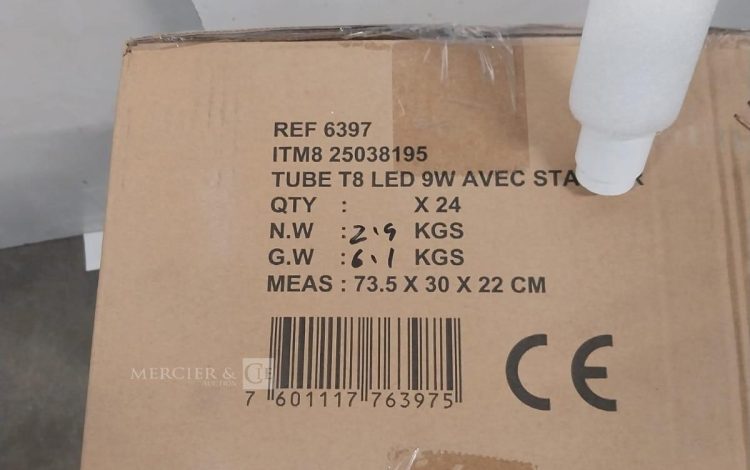 REF 6397
ITM8 25038195
TUBE T8 LED 9W AVEC
QTY : X 24
N.W : 2.9 KGS
G.W : 6.1 KGS
MEAS : 73.5 X 30 X 22 CM
CE
MERCIER & CIE
AUCTION
7 601117 763975